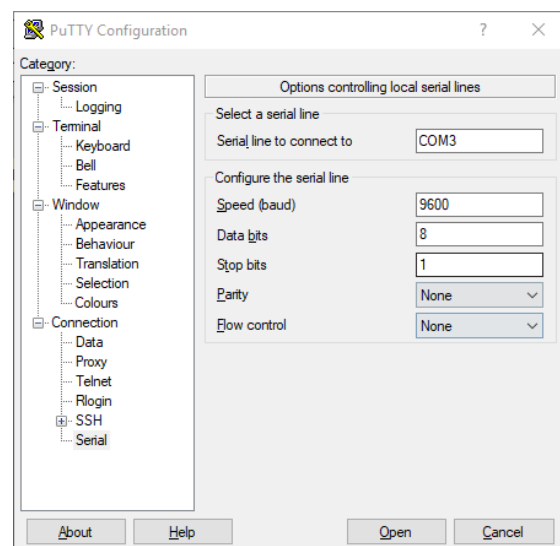 PuTTY Configuration
?
Category:
Session
Logging
Terminal
Keyboard
Bell
Features
Window
Appearance
Behaviour
Translation
Selection
Colours
Connection
Data
Proxy
Telnet
Rlogin
SSH
Serial
Options controlling local serial lines
Select a serial line
Serial line to connect to COM3
Configure the serial line
Speed (baud) 9600
Data bits 8
Stop bits 1
Parity None
Flow control None
About Help Open Cancel